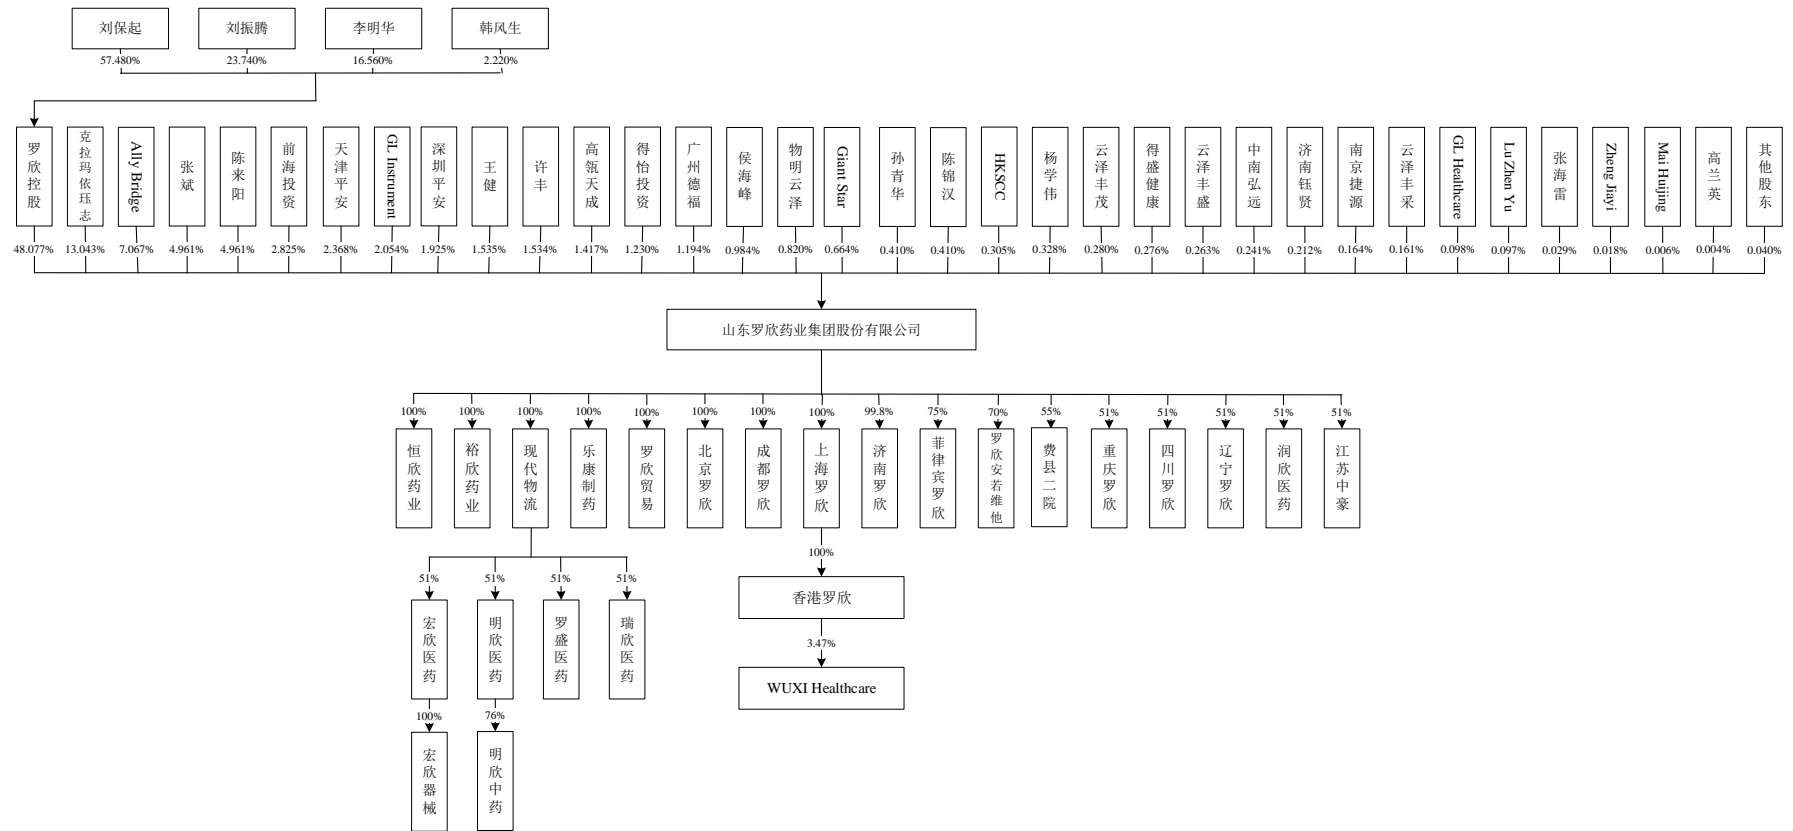 刘保起
刘振腾
李明华
韩风生
57.480%
23.740%
16.560%
2.220%
罗欣控股
克拉玛依珏志
Ally Bridge
张斌
陈来阳
前海投资
天津平安
GL Instrument
深圳平安
王健
许丰
高瓴天成
得怡投资
广州德福
侯海峰
物明云泽
Giant Star
孙青华
陈锦汉
HKSCC
杨学伟
云泽丰茂
得盛健康
云泽丰盛
中南弘远
济南钰贤
南京捷源
云泽丰采
GL Healthcare
Lu Zhen Yu
张海雷
Zheng Jiayi
Mai Huijing
高兰英
其他股东
48.077%
13.043%
7.067%
4.961%
4.961%
2.825%
2.368%
2.054%
1.925%
1.535%
1.534%
1.417%
1.230%
1.194%
0.984%
0.820%
0.664%
0.410%
0.410%
0.305%
0.328%
0.280%
0.276%
0.263%
0.241%
0.212%
0.164%
0.161%
0.098%
0.097%
0.029%
0.018%
0.006%
0.004%
0.040%
山东罗欣药业集团股份有限公司
100%
100%
100%
100%
100%
100%
100%
100%
99.8%
75%
70%
55%
51%
51%
51%
51%
51%
恒欣药业
裕欣药业
现代物流
乐康制药
罗欣贸易
北京罗欣
成都罗欣
上海罗欣
济南罗欣
菲律宾罗欣
罗欣安若维他
费县二院
重庆罗欣
四川罗欣
辽宁罗欣
润欣医药
江苏中豪
100%
51%
51%
51%
51%
香港罗欣
宏欣医药
明欣医药
罗盛医药
瑞欣医药
3.47%
WUXI Healthcare
100%
76%
宏欣器械
明欣中药